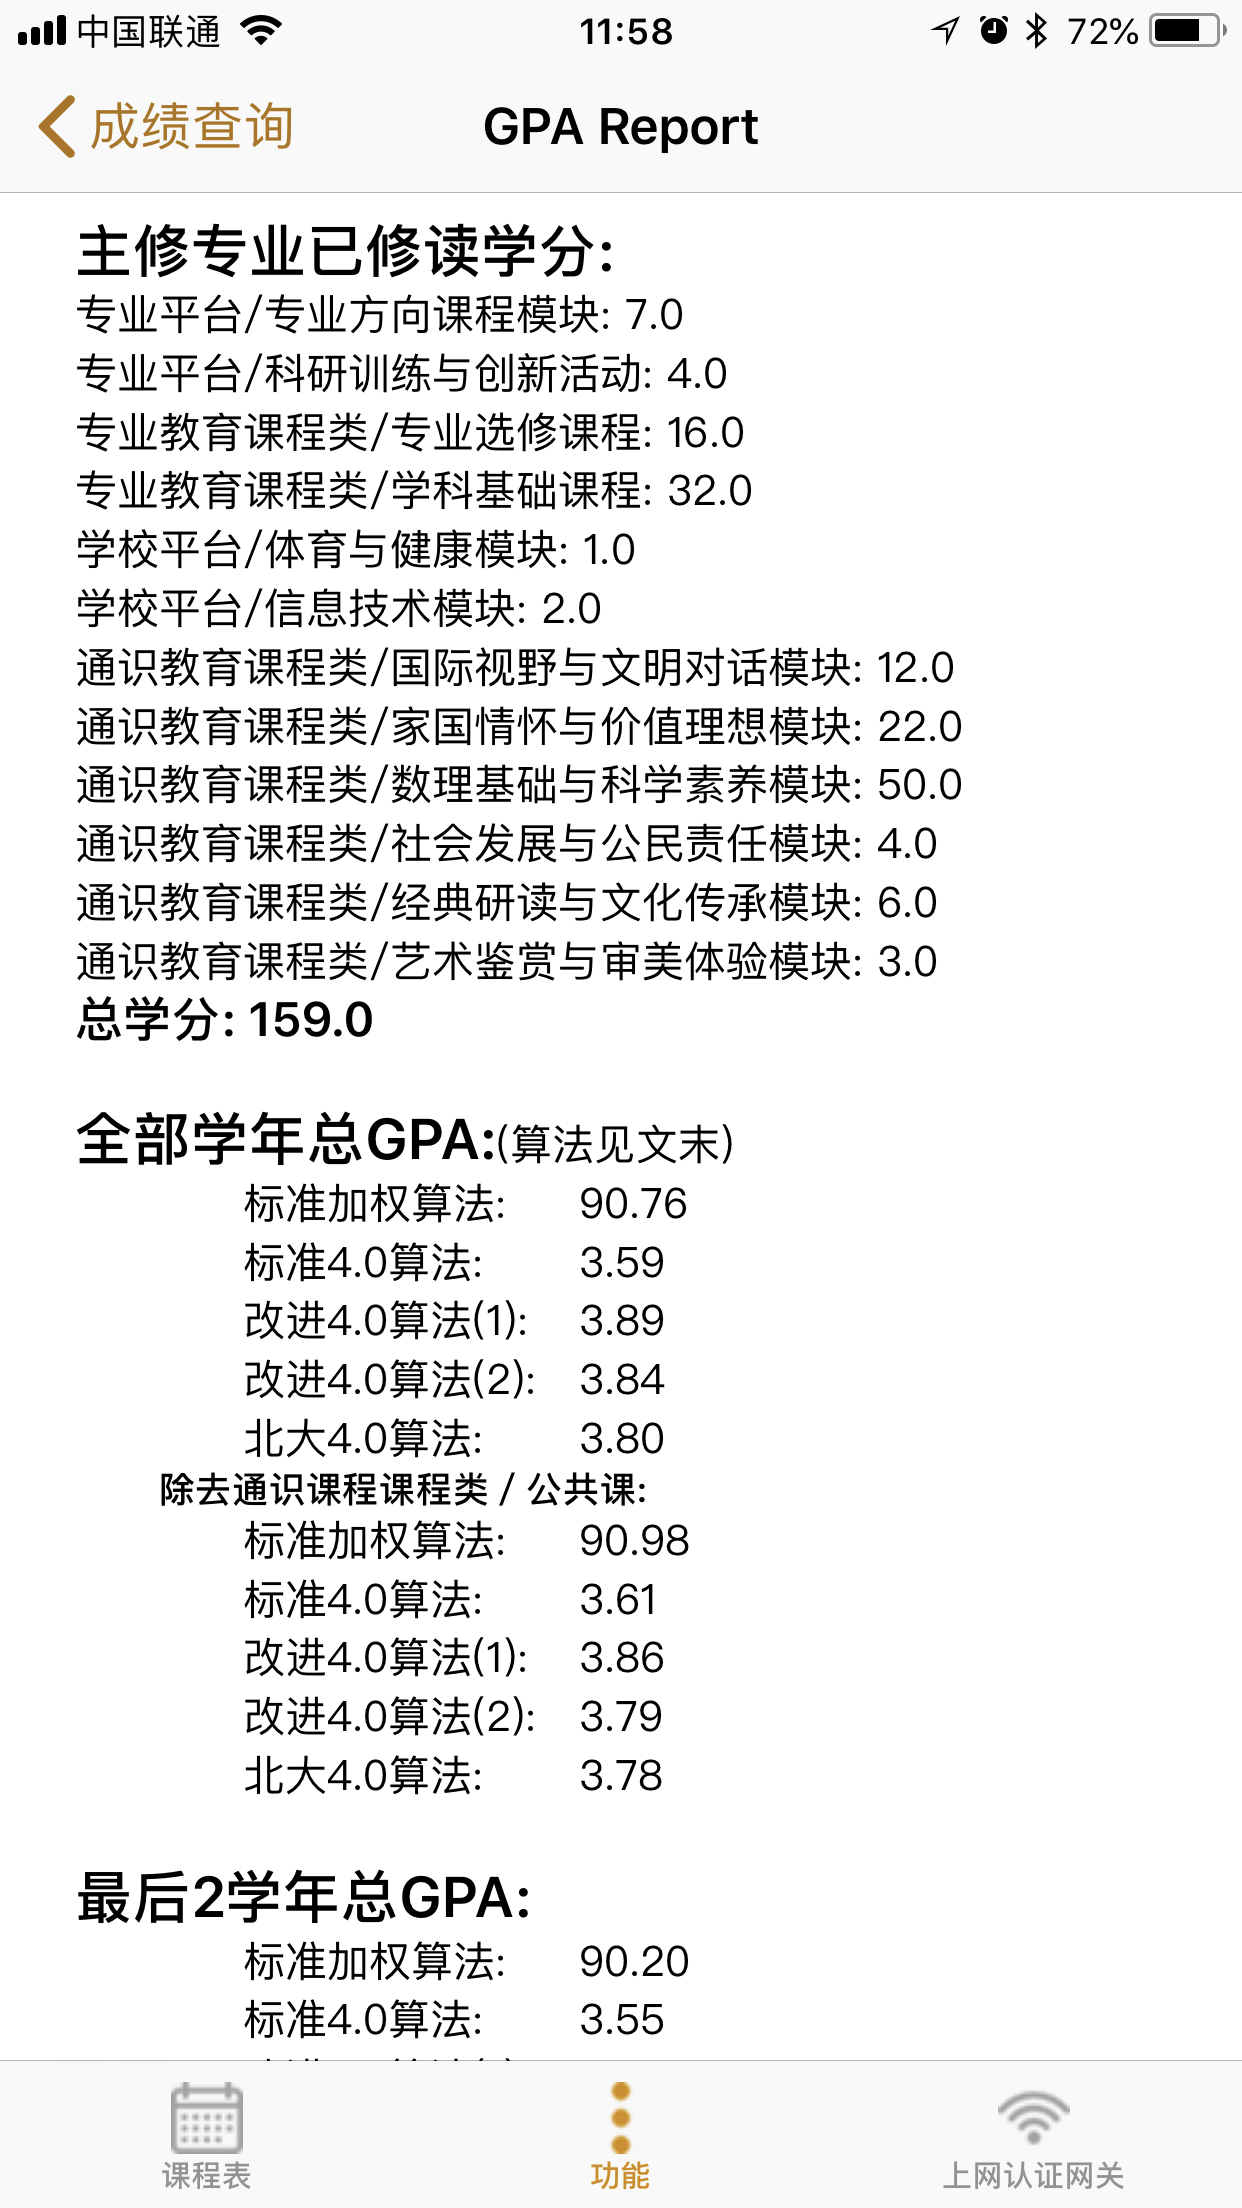 中国联通 11:58 72%
成绩查询 GPA Report
主修专业已修读学分:
专业平台/专业方向课程模块: 7.0
专业平台/科研训练与创新活动: 4.0
专业教育课程类/专业选修课程: 16.0
专业教育课程类/学科基础课程: 32.0
学校平台/体育与健康模块: 1.0
学校平台/信息技术模块: 2.0
通识教育课程类/国际视野与文明对话模块: 12.0
通识教育课程类/家国情怀与价值理想模块: 22.0
通识教育课程类/数理基础与科学素养模块: 50.0
通识教育课程类/社会发展与公民责任模块: 4.0
通识教育课程类/经典研读与文化传承模块: 6.0
通识教育课程类/艺术鉴赏与审美体验模块: 3.0
总学分: 159.0
全部学年总GPA:(算法见文末)
标准加权算法: 90.76
标准4.0算法: 3.59
改进4.0算法(1): 3.89
改进4.0算法(2): 3.84
北大4.0算法: 3.80
除去通识课程课程类 / 公共课:
标准加权算法: 90.98
标准4.0算法: 3.61
改进4.0算法(1): 3.86
改进4.0算法(2): 3.79
北大4.0算法: 3.78
最后2学年总GPA:
标准加权算法: 90.20
标准4.0算法: 3.55
课程表 功能 上网认证网关